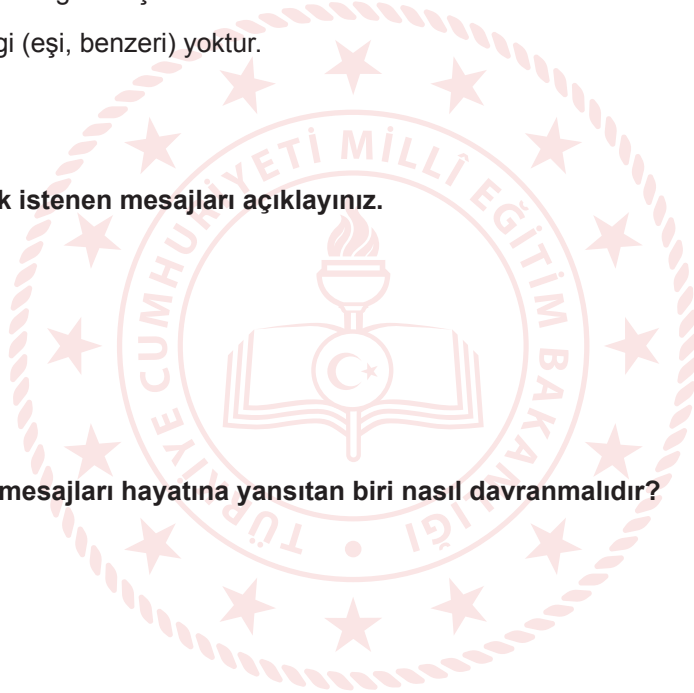 gi (eşi, benzeri) yoktur.
k istenen mesajları açıklayınız.
mesajları hayatına yansıtan biri nasıl davranmalıdır?
TÜRKİYE CUMHURİYETİ MİLLÎ EĞİTİM BAKANLIĞI